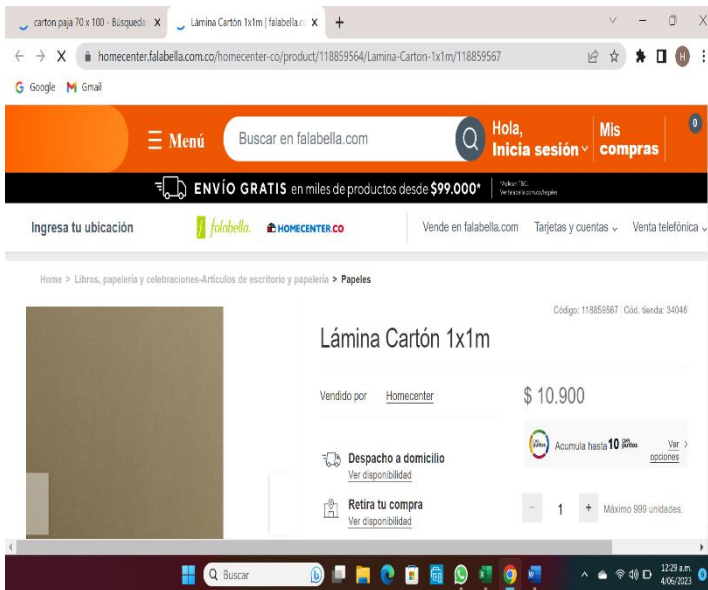 carton paja 70 x 100 - Búsqueda
Lámina Cartón 1x1m | falabella.c
homecenter.falabella.com.co/homecenter-co/product/118859564/Lamina-Carton-1x1m/118859567
H
Google
Gmail
Menú
Buscar en falabella.com
Hola,
Inicia sesión
Mis
compras
0
ENVÍO GRATIS en miles de productos desde $99.000*
Ingresa tu ubicación
falabella.
HOMECENTER.CO
Vende en falabella.com
Tarjetas y cuentas
Venta telefónica
Home > Libros, papelería y celebraciones-Artículos de escritorio y papelería > Papeles
Código: 118859567
Cód. tienda: 34046
Lámina Cartón 1x1m
Vendido por
Homecenter
$ 10.900
Acumula hasta 10 puntos
Ver
opciones
Despacho a domicilio
Ver disponibilidad
Retira tu compra
Ver disponibilidad
- 1 +
Máximo 999 unidades.
Buscar
12:29 a.m.
4/06/2023